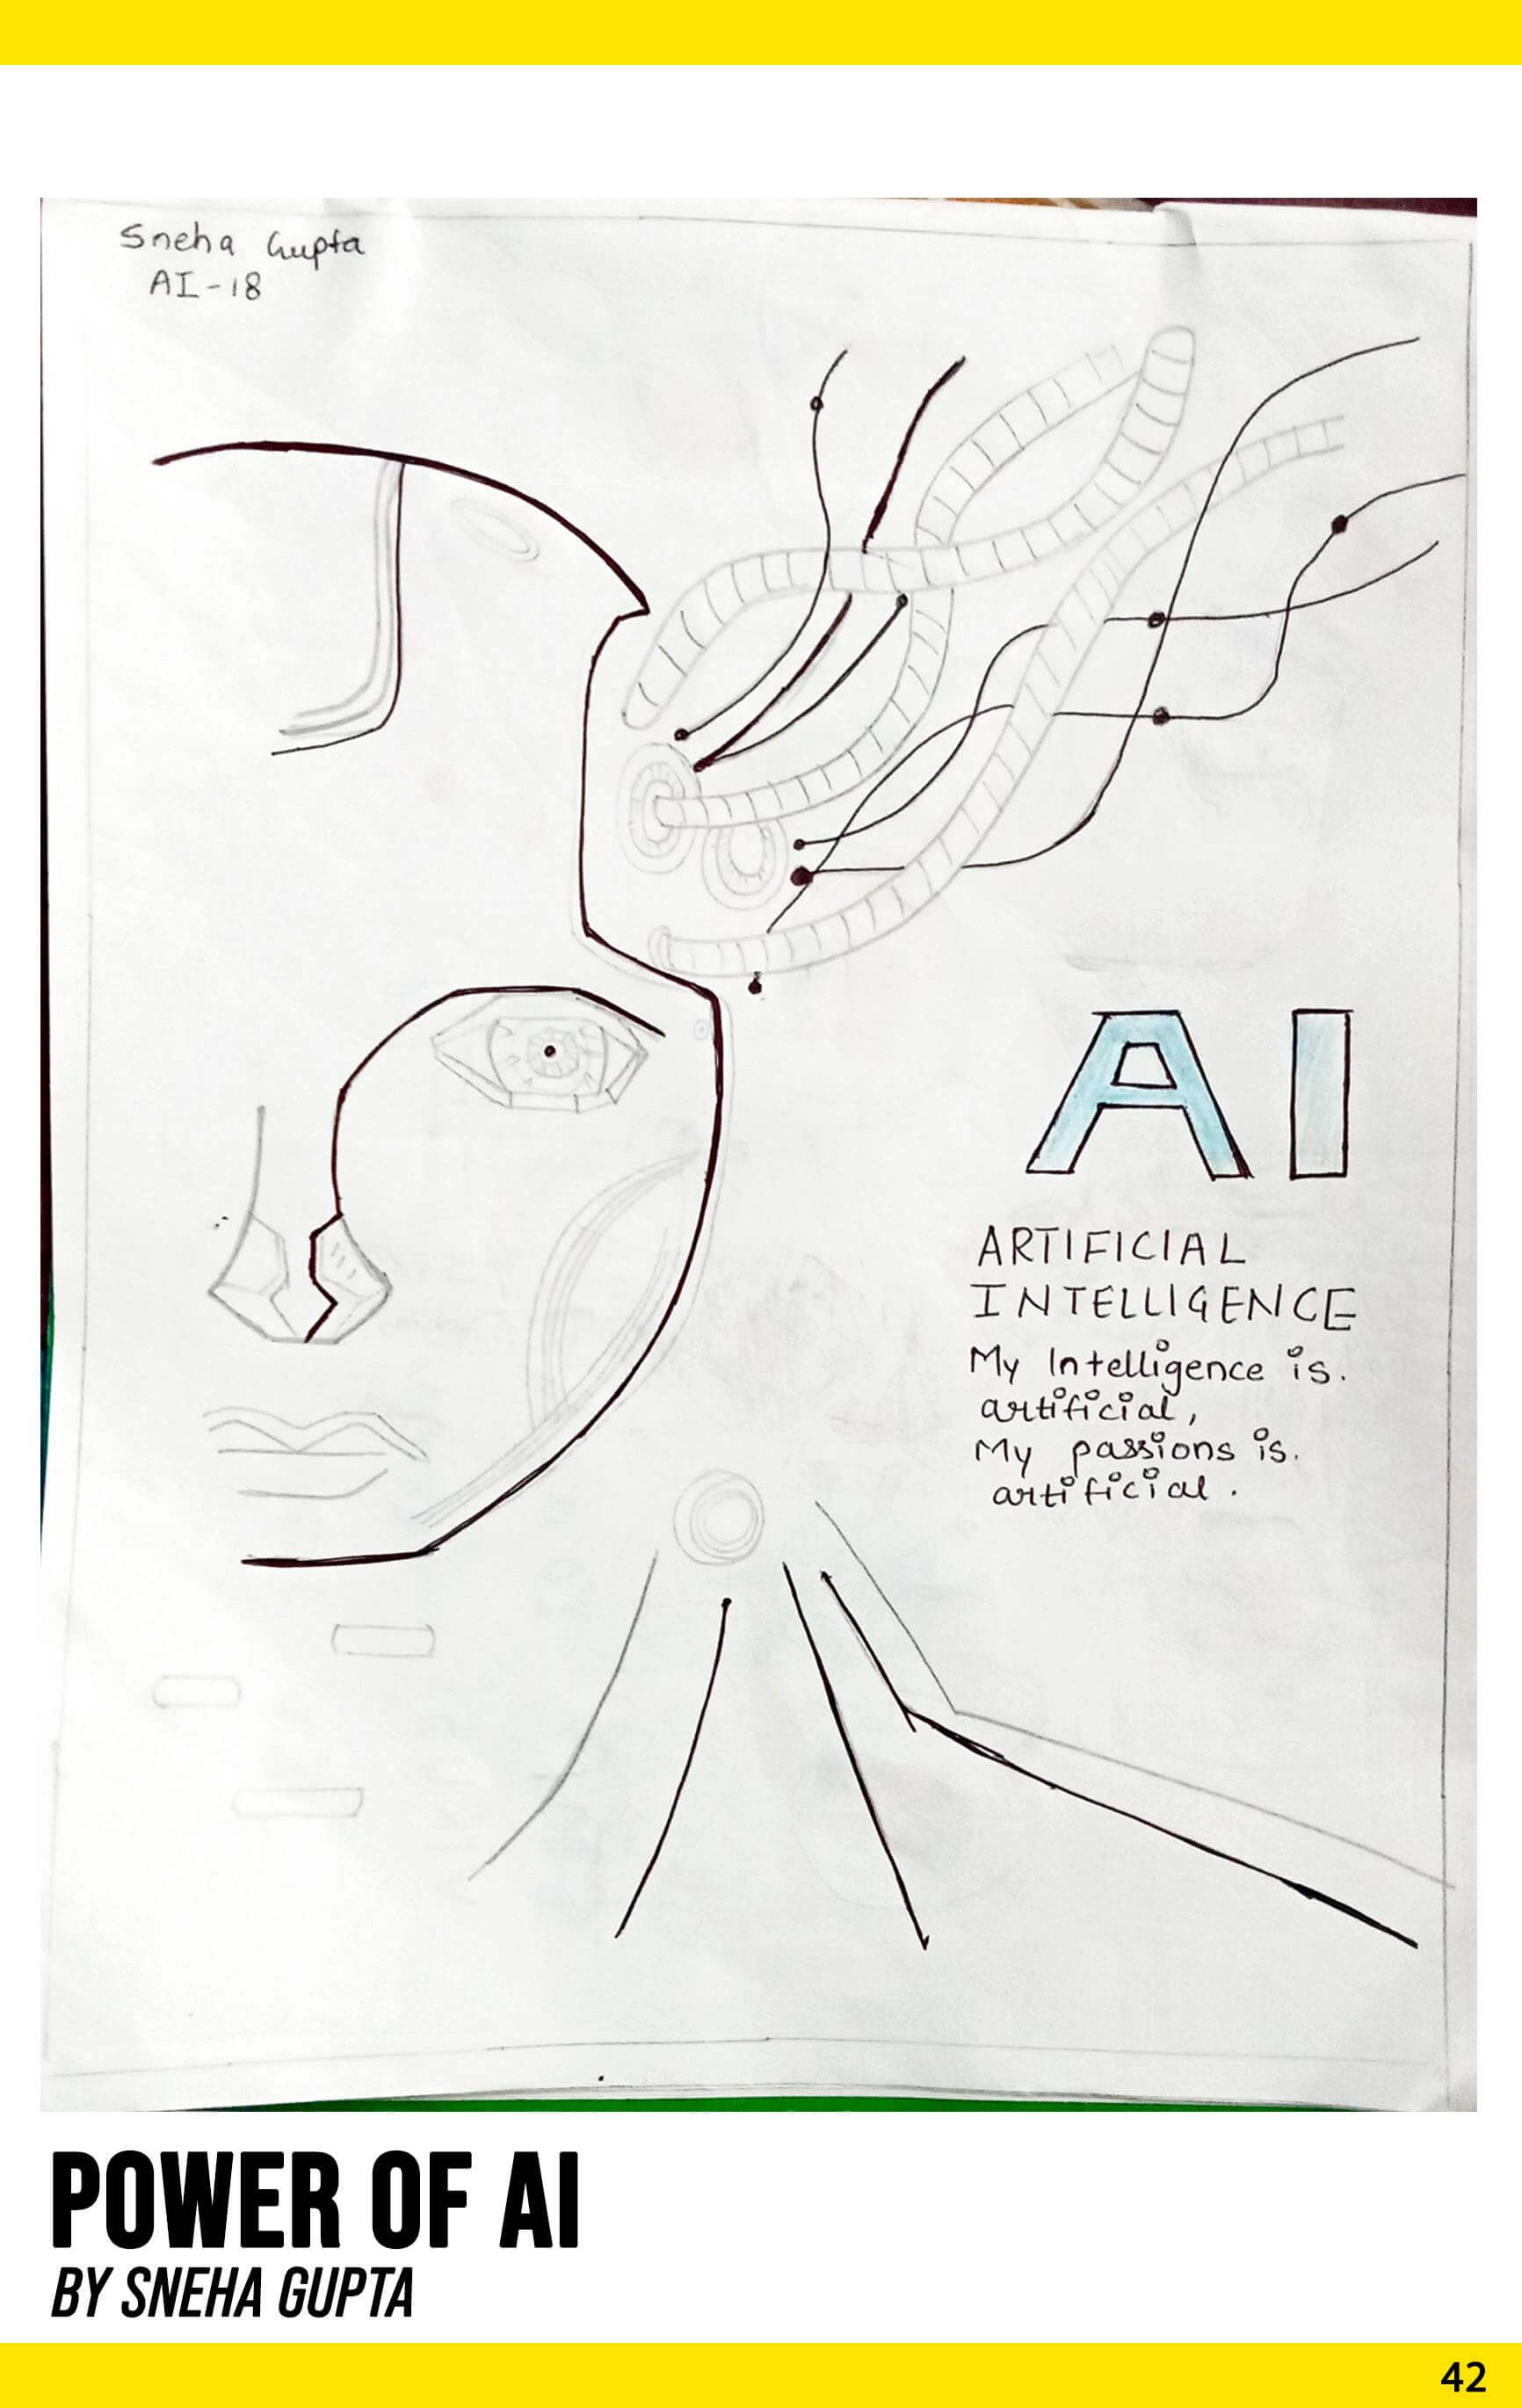 Sneha Gupta
AI-18
AI
ARTIFICIAL
INTELLIGENCE
My Intelligence is.
artificial,
My passions is.
artificial.
POWER OF AI
BY SNEHA GUPTA
42